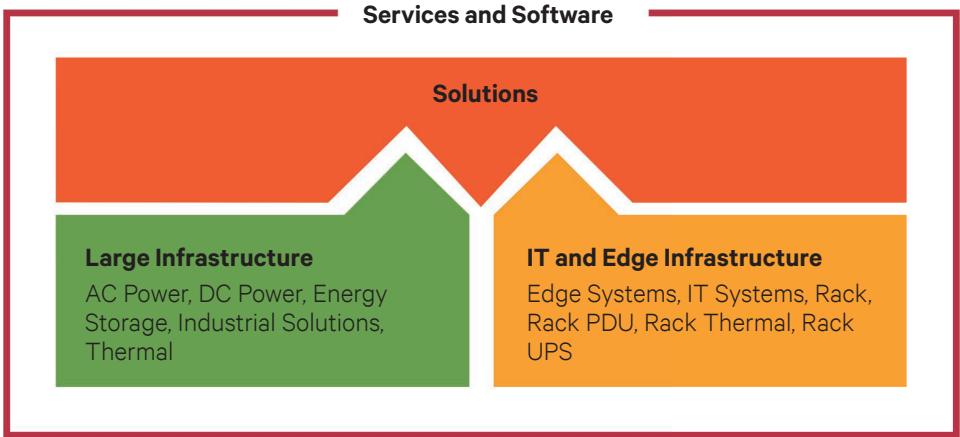 Services and Software
Solutions
Large Infrastructure
AC Power, DC Power, Energy
Storage, Industrial Solutions,
Thermal
IT and Edge Infrastructure
Edge Systems, IT Systems, Rack,
Rack PDU, Rack Thermal, Rack
UPS